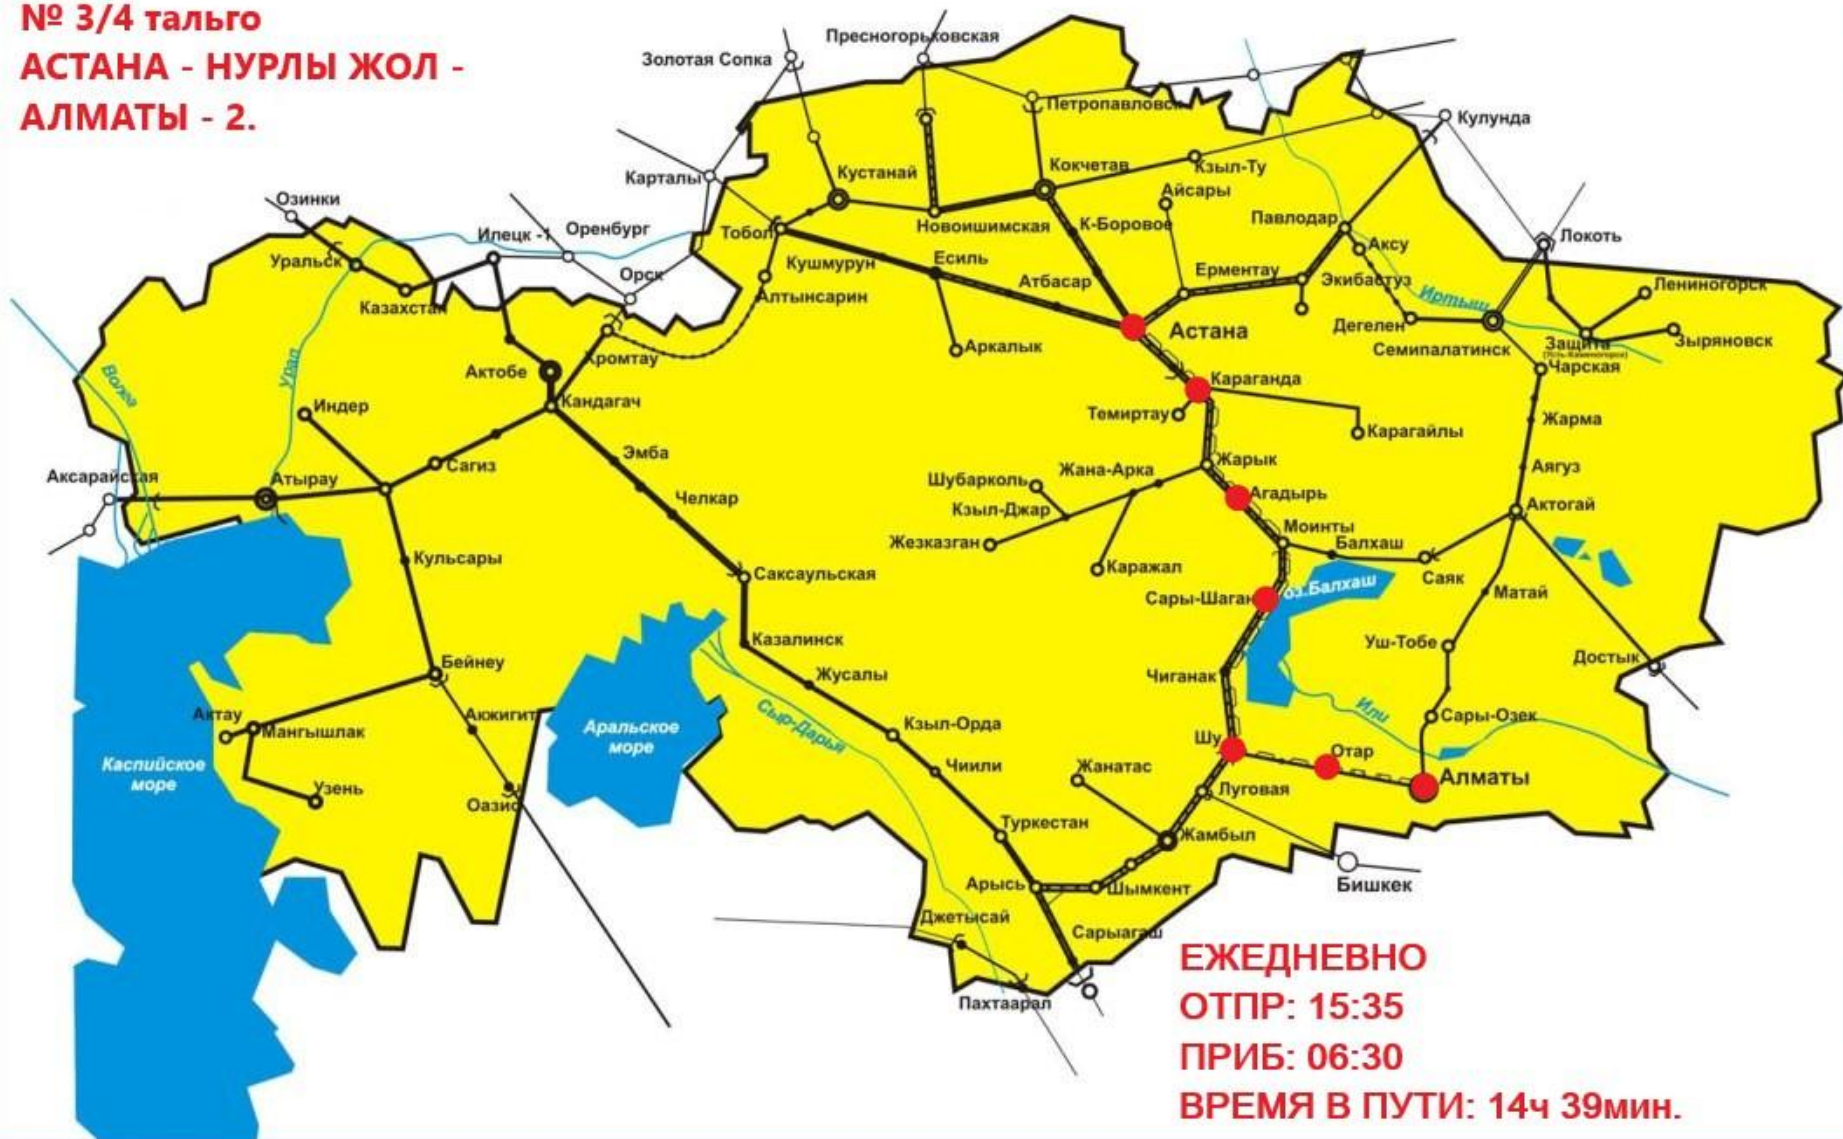 № 3/4 тальго
АСТАНА - НУРЛЫ ЖОЛ -
АЛМАТЫ - 2.
Пресногорьковская
Золотая Сопка
Петропавловск
Кулунда
Кустанай
Кокчетав
Кзыл-Ту
Карталы
Айсары
Озинки
Павлодар
К-Боровое
Новоишимская
Илецк -1
Оренбург
Тобол
Локоть
Аксу
Уральск
Кушмурун
Есиль
Атбасар
Ерментау
Экибастуз
Орск
Лениногорск
Алтынсарин
Иртыш
Казахстан
Дегелен
Астана
Защита
(Усть-Каменогорск)
Зыряновск
Семипалатинск
Аркалык
Хромтау
Чарская
Урал
Волга
Актобе
Караганда
Кандагач
Индер
Темиртау
Жарма
Карагайлы
Эмба
Сагиз
Жарык
Жана-Арка
Аягуз
Аксарайская
Атырау
Шубарколь
Челкар
Агадырь
Кзыл-Джар
Актогай
Моинты
Балхаш
Жезказган
Кульсары
Каражал
Саксаульская
Саяк
оз.Балхаш
Матай
Сары-Шаган
Казалинск
Уш-Тобе
Достык
Бейнеу
Жусалы
Чиганак
Или
Актау
Акжигит
Сыр-Дарья
Сары-Озек
Кзыл-Орда
Мангышлак
Аральское
море
Шу
Отар
Каспийское
море
Чиили
Жанатас
Алматы
Узень
Оазис
Луговая
Туркестан
Жамбыл
Арысь
Шымкент
Бишкек
Джетысай
Сарыагаш
Пахтаарал
ЕЖЕДНЕВНО
ОТПР: 15:35
ПРИБ: 06:30
ВРЕМЯ В ПУТИ: 14ч 39мин.